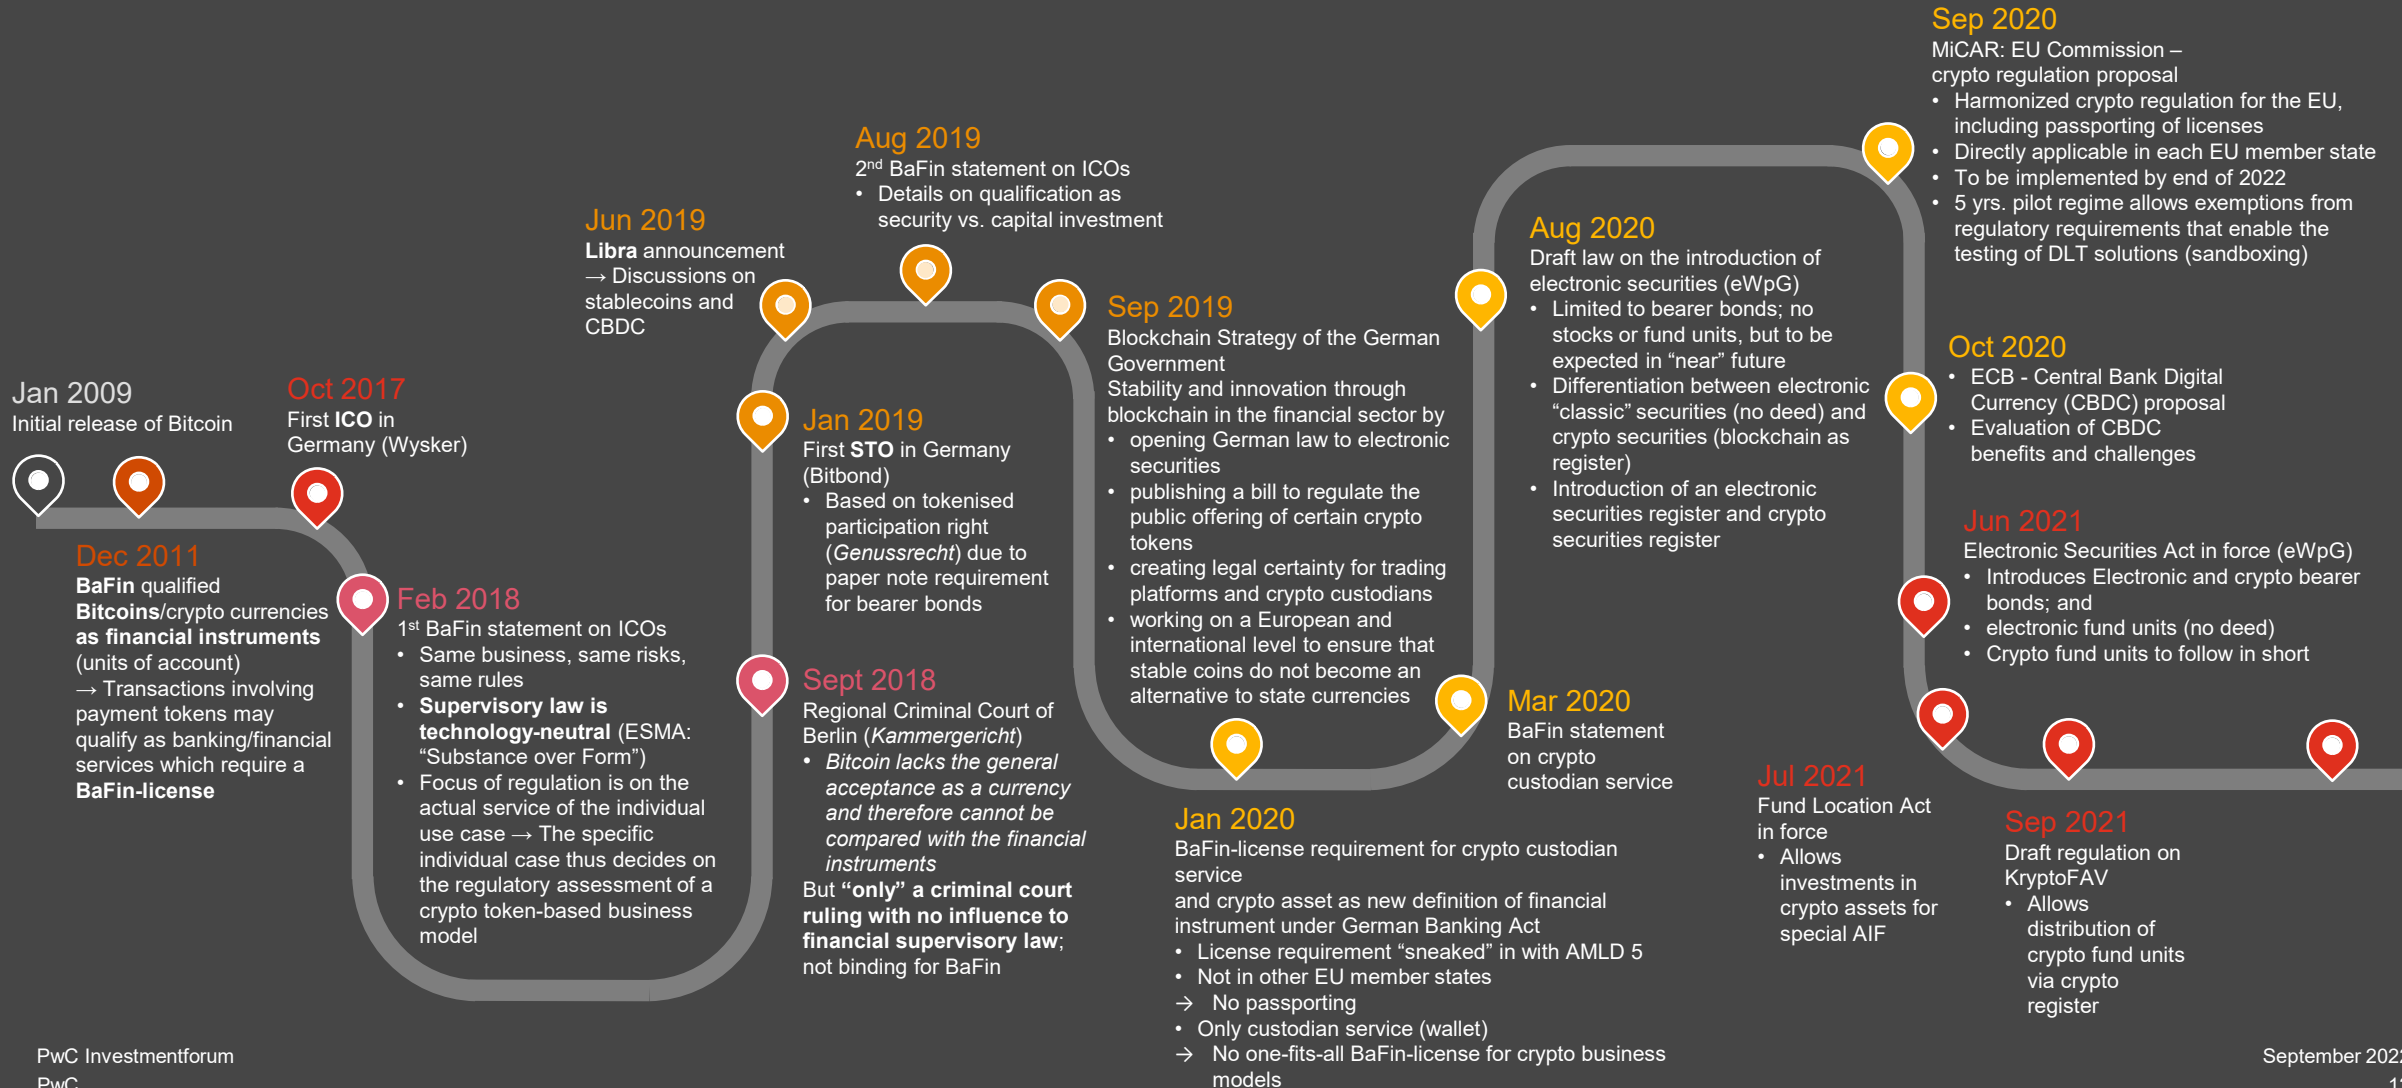 Jan 2009
Initial release of Bitcoin
Dec 2011
BaFin qualified
Bitcoins/crypto currencies
as financial instruments
(units of account)
→ Transactions involving
payment tokens may
qualify as banking/financial
services which require a
BaFin-license
Oct 2017
First ICO in
Germany (Wysker)
Feb 2018
1st BaFin statement on ICOs
• Same business, same risks,
same rules
• Supervisory law is
technology-neutral (ESMA:
“Substance over Form”)
• Focus of regulation is on the
actual service of the individual
use case → The specific
individual case thus decides on
the regulatory assessment of a
crypto token-based business
model
Sept 2018
Regional Criminal Court of
Berlin (Kammergericht)
• Bitcoin lacks the general
acceptance as a currency
and therefore cannot be
compared with the financial
instruments
But “only” a criminal court
ruling with no influence to
financial supervisory law;
not binding for BaFin
Jan 2019
First STO in Germany
(Bitbond)
• Based on tokenised
participation right
(Genussrecht) due to
paper note requirement
for bearer bonds
Jun 2019
Libra announcement
→ Discussions on
stablecoins and
CBDC
Aug 2019
2nd BaFin statement on ICOs
• Details on qualification as
security vs. capital investment
Sep 2019
Blockchain Strategy of the German
Government
Stability and innovation through
blockchain in the financial sector by
• opening German law to electronic
securities
• publishing a bill to regulate the
public offering of certain crypto
tokens
• creating legal certainty for trading
platforms and crypto custodians
• working on a European and
international level to ensure that
stable coins do not become an
alternative to state currencies
Jan 2020
BaFin-license requirement for crypto custodian
service
and crypto asset as new definition of financial
instrument under German Banking Act
• License requirement “sneaked” in with AMLD 5
• Not in other EU member states
→ No passporting
• Only custodian service (wallet)
→ No one-fits-all BaFin-license for crypto business
models
Mar 2020
BaFin statement
on crypto
custodian service
Aug 2020
Draft law on the introduction of
electronic securities (eWpG)
• Limited to bearer bonds; no
stocks or fund units, but to be
expected in “near” future
• Differentiation between electronic
“classic” securities (no deed) and
crypto securities (blockchain as
register)
• Introduction of an electronic
securities register and crypto
securities register
Sep 2020
MiCAR: EU Commission –
crypto regulation proposal
• Harmonized crypto regulation for the EU,
including passporting of licenses
• Directly applicable in each EU member state
• To be implemented by end of 2022
• 5 yrs. pilot regime allows exemptions from
regulatory requirements that enable the
testing of DLT solutions (sandboxing)
Oct 2020
• ECB - Central Bank Digital
Currency (CBDC) proposal
• Evaluation of CBDC
benefits and challenges
Jun 2021
Electronic Securities Act in force (eWpG)
• Introduces Electronic and crypto bearer
bonds; and
• electronic fund units (no deed)
• Crypto fund units to follow in short
Jul 2021
Fund Location Act
in force
• Allows
investments in
crypto assets for
special AIF
Sep 2021
Draft regulation on
KryptoFAV
• Allows
distribution of
crypto fund units
via crypto
register
PwC Investmentforum
PwC
September 2022